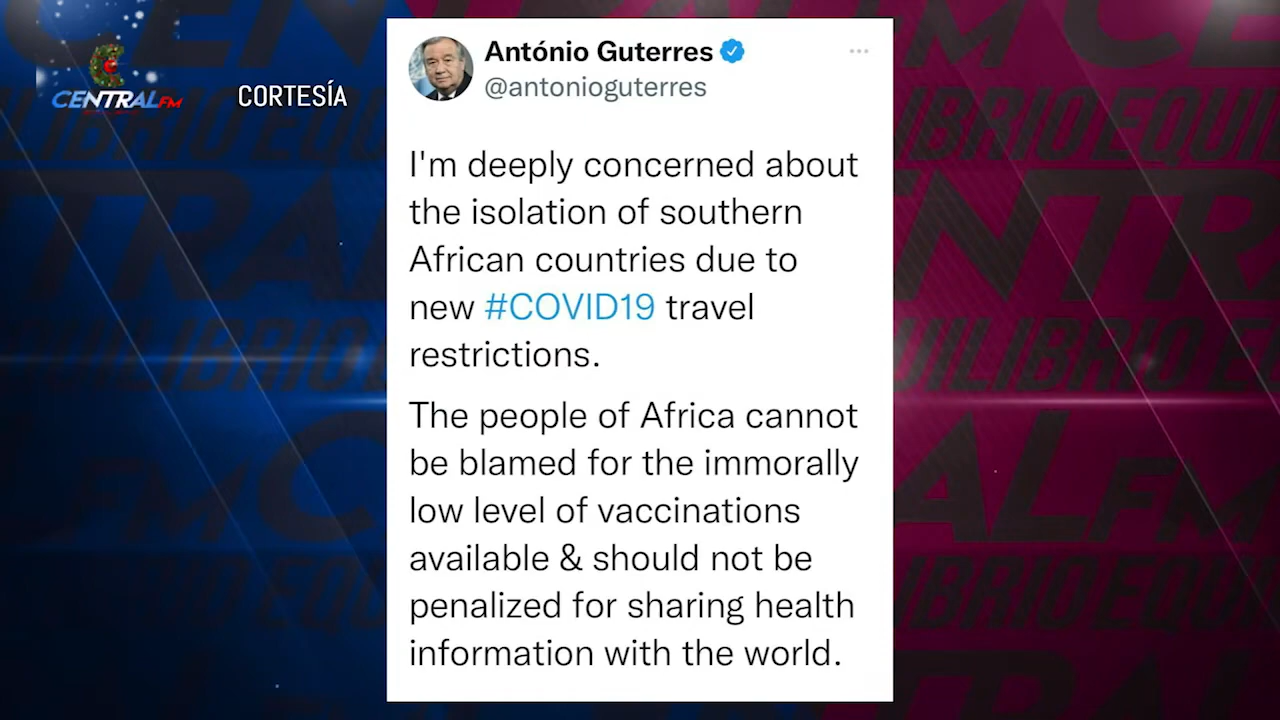 CENTRAL FM
CORTESÍA
António Guterres
@antonioguterres
I'm deeply concerned about
the isolation of southern
African countries due to
new #COVID19 travel
restrictions.
The people of Africa cannot
be blamed for the immorally
low level of vaccinations
available & should not be
penalized for sharing health
information with the world.